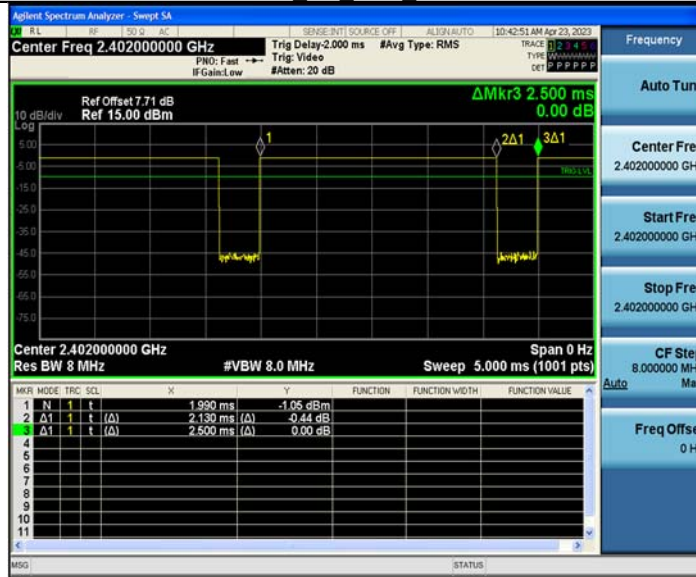 Agilent Spectrum Analyzer - Swept SA
RL RF 50 Ω AC SENSE:INT SOURCE OFF ALIGNAUTO 10:42:51 AM Apr 23, 2023
Center Freq 2.402000000 GHz
PNO: Fast
IFGain:Low
Trig Delay-2.000 ms
Trig: Video
#Atten: 20 dB
#Avg Type: RMS
TRACE 1 2 3 4 5 6
TYPE
DET P P P P P P
ΔMkr3 2.500 ms
0.00 dB
Ref Offset 7.71 dB
10 dB/div Ref 15.00 dBm
Log
5.00
-5.00
-15.0
-25.0
-35.0
-45.0
-55.0
-65.0
-75.0
1
2Δ1
3Δ1
TRIG LVL
Center 2.402000000 GHz Span 0 Hz
Res BW 8 MHz #VBW 8.0 MHz Sweep 5.000 ms (1001 pts)
MKR MODE TRC SCL X Y FUNCTION FUNCTION WIDTH FUNCTION VALUE
1 N 1 t 1.990 ms -1.05 dBm
2 Δ1 1 t (Δ) 2.130 ms (Δ) -0.44 dB
3 Δ1 1 t (Δ) 2.500 ms (Δ) 0.00 dB
4
5
6
7
8
9
10
11
MSG STATUS
Frequency
Auto Tun
Center Fre
2.402000000 GH
Start Fre
2.402000000 GH
Stop Fre
2.402000000 GH
CF Ste
8.000000 MH
Auto Ma
Freq Offse
0 H